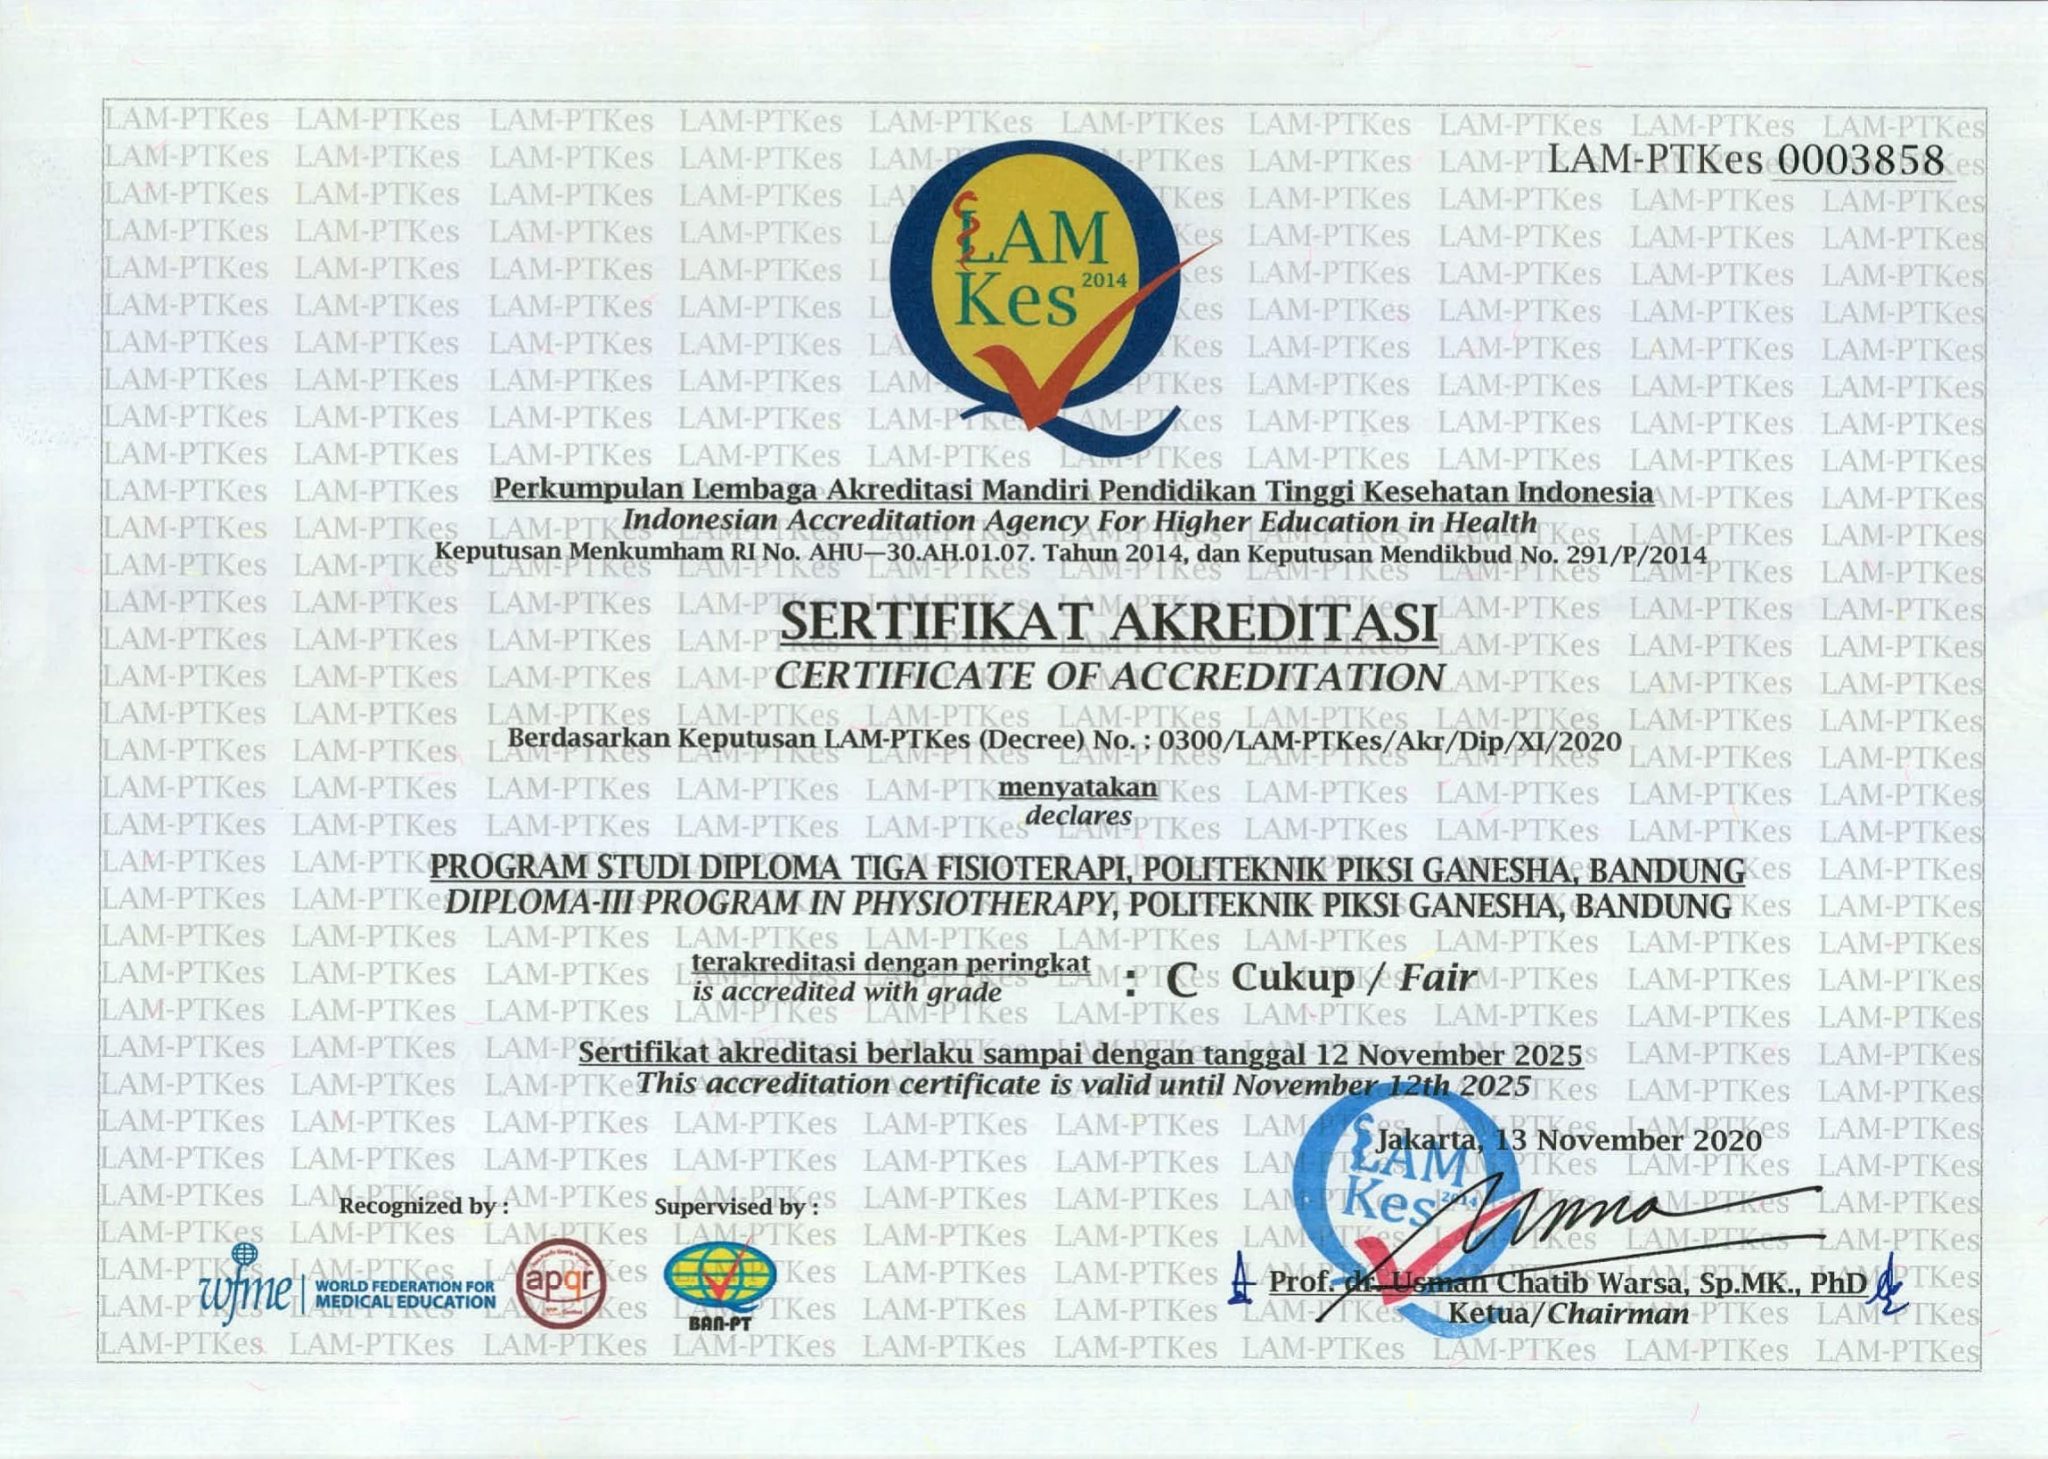 LAM-PTKes 0003858
LAM
Kes 2014
Perkumpulan Lembaga Akreditasi Mandiri Pendidikan Tinggi Kesehatan Indonesia
Indonesian Accreditation Agency For Higher Education in Health
Keputusan Menkumham RI No. AHU—30.AH.01.07. Tahun 2014, dan Keputusan Mendikbud No. 291/P/2014
SERTIFIKAT AKREDITASI
CERTIFICATE OF ACCREDITATION
Berdasarkan Keputusan LAM-PTKes (Decree) No. : 0300/LAM-PTKes/Akr/Dip/XI/2020
menyatakan
declares
PROGRAM STUDI DIPLOMA TIGA FISIOTERAPI, POLITEKNIK PIKSI GANESHA, BANDUNG
DIPLOMA-III PROGRAM IN PHYSIOTHERAPY, POLITEKNIK PIKSI GANESHA, BANDUNG
terakreditasi dengan peringkat
is accredited with grade : C Cukup / Fair
Sertifikat akreditasi berlaku sampai dengan tanggal 12 November 2025
This accreditation certificate is valid until November 12th 2025
Jakarta, 13 November 2020
LAM
Kes 2014
Recognized by :
Supervised by :
wfme WORLD FEDERATION FOR
MEDICAL EDUCATION
apqr
BAN-PT
Prof. dr. Usman Chatib Warsa, Sp.MK., PhD
Ketua/Chairman